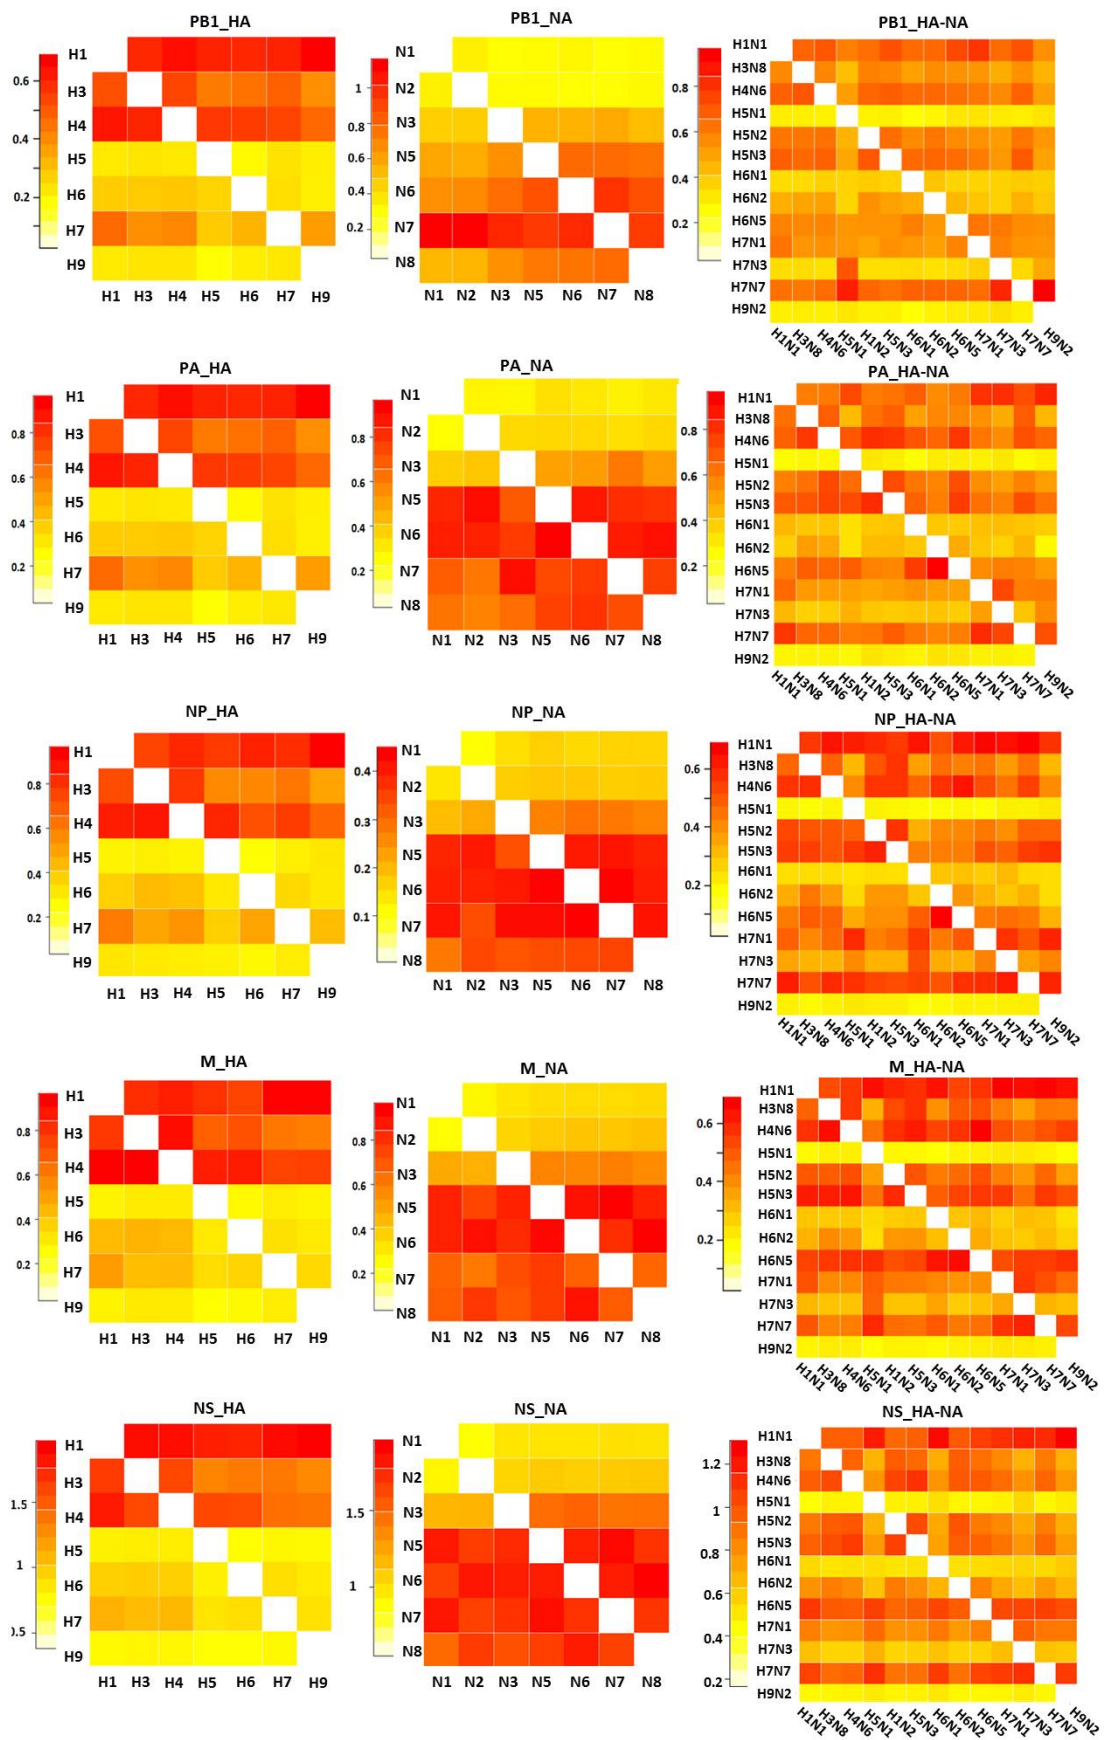 PB1_HA
H1
H3
H4
H5
H6
H7
H9
0.6
0.4
0.2
H1 H3 H4 H5 H6 H7 H9
PB1_NA
N1
N2
N3
N5
N6
N7
N8
1
0.8
0.6
0.4
0.2
N1 N2 N3 N5 N6 N7 N8
PB1_HA-NA
H1N1
H3N8
H4N6
H5N1
H5N2
H5N3
H6N1
H6N2
H6N5
H7N1
H7N3
H7N7
H9N2
0.8
0.6
0.4
0.2
H1N1 H3N8 H4N6 H5N1 H1N2 H5N3 H6N1 H6N2 H6N5 H7N1 H7N3 H7N7 H9N2
PA_HA
H1
H3
H4
H5
H6
H7
H9
0.8
0.6
0.4
0.2
H1 H3 H4 H5 H6 H7 H9
PA_NA
N1
N2
N3
N5
N6
N7
N8
0.8
0.6
0.4
0.2
N1 N2 N3 N5 N6 N7 N8
PA_HA-NA
H1N1
H3N8
H4N6
H5N1
H5N2
H5N3
H6N1
H6N2
H6N5
H7N1
H7N3
H7N7
H9N2
0.8
0.6
0.4
0.2
H1N1 H3N8 H4N6 H5N1 H1N2 H5N3 H6N1 H6N2 H6N5 H7N1 H7N3 H7N7 H9N2
NP_HA
H1
H3
H4
H5
H6
H7
H9
0.8
0.6
0.4
0.2
H1 H3 H4 H5 H6 H7 H9
NP_NA
N1
N2
N3
N5
N6
N7
N8
0.4
0.3
0.2
0.1
N1 N2 N3 N5 N6 N7 N8
NP_HA-NA
H1N1
H3N8
H4N6
H5N1
H5N2
H5N3
H6N1
H6N2
H6N5
H7N1
H7N3
H7N7
H9N2
0.6
0.4
0.2
H1N1 H3N8 H4N6 H5N1 H1N2 H5N3 H6N1 H6N2 H6N5 H7N1 H7N3 H7N7 H9N2
M_HA
H1
H3
H4
H5
H6
H7
H9
0.8
0.6
0.4
0.2
H1 H3 H4 H5 H6 H7 H9
M_NA
N1
N2
N3
N5
N6
N7
N8
0.8
0.6
0.4
0.2
N1 N2 N3 N5 N6 N7 N8
M_HA-NA
H1N1
H3N8
H4N6
H5N1
H5N2
H5N3
H6N1
H6N2
H6N5
H7N1
H7N3
H7N7
H9N2
0.6
0.4
0.2
H1N1 H3N8 H4N6 H5N1 H1N2 H5N3 H6N1 H6N2 H6N5 H7N1 H7N3 H7N7 H9N2
NS_HA
H1
H3
H4
H5
H6
H7
H9
1.5
1
).5
H1 H3 H4 H5 H6 H7 H9
NS_NA
N1
N2
N3
N5
N6
N7
N8
1.5
1
N1 N2 N3 N5 N6 N7 N8
NS_HA-NA
H1N1
H3N8
H4N6
H5N1
H5N2
H5N3
H6N1
H6N2
H6N5
H7N1
H7N3
H7N7
H9N2
1.2
1
0.8
0.6
0.4
0.2
H1N1 H3N8 H4N6 H5N1 H1N2 H5N3 H6N1 H6N2 H6N5 H7N1 H7N3 H7N7 H9N2